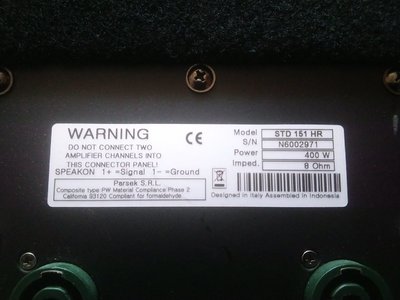 WARNING
DO NOT CONNECT TWO
AMPLIFIER CHANNELS INTO
THIS CONNECTOR PANEL!
SPEAKON 1+ =Signal 1- =Ground
Parsek S.R.L.
Composite type:PW Material Compliance:Phase 2
California 93120 Compliant for formaldehyde
CE
Model STD 151 HR
S/N N6002971
Power 400 W
Imped. 8 Ohm
Designed in Italy Assembled in Indonesia